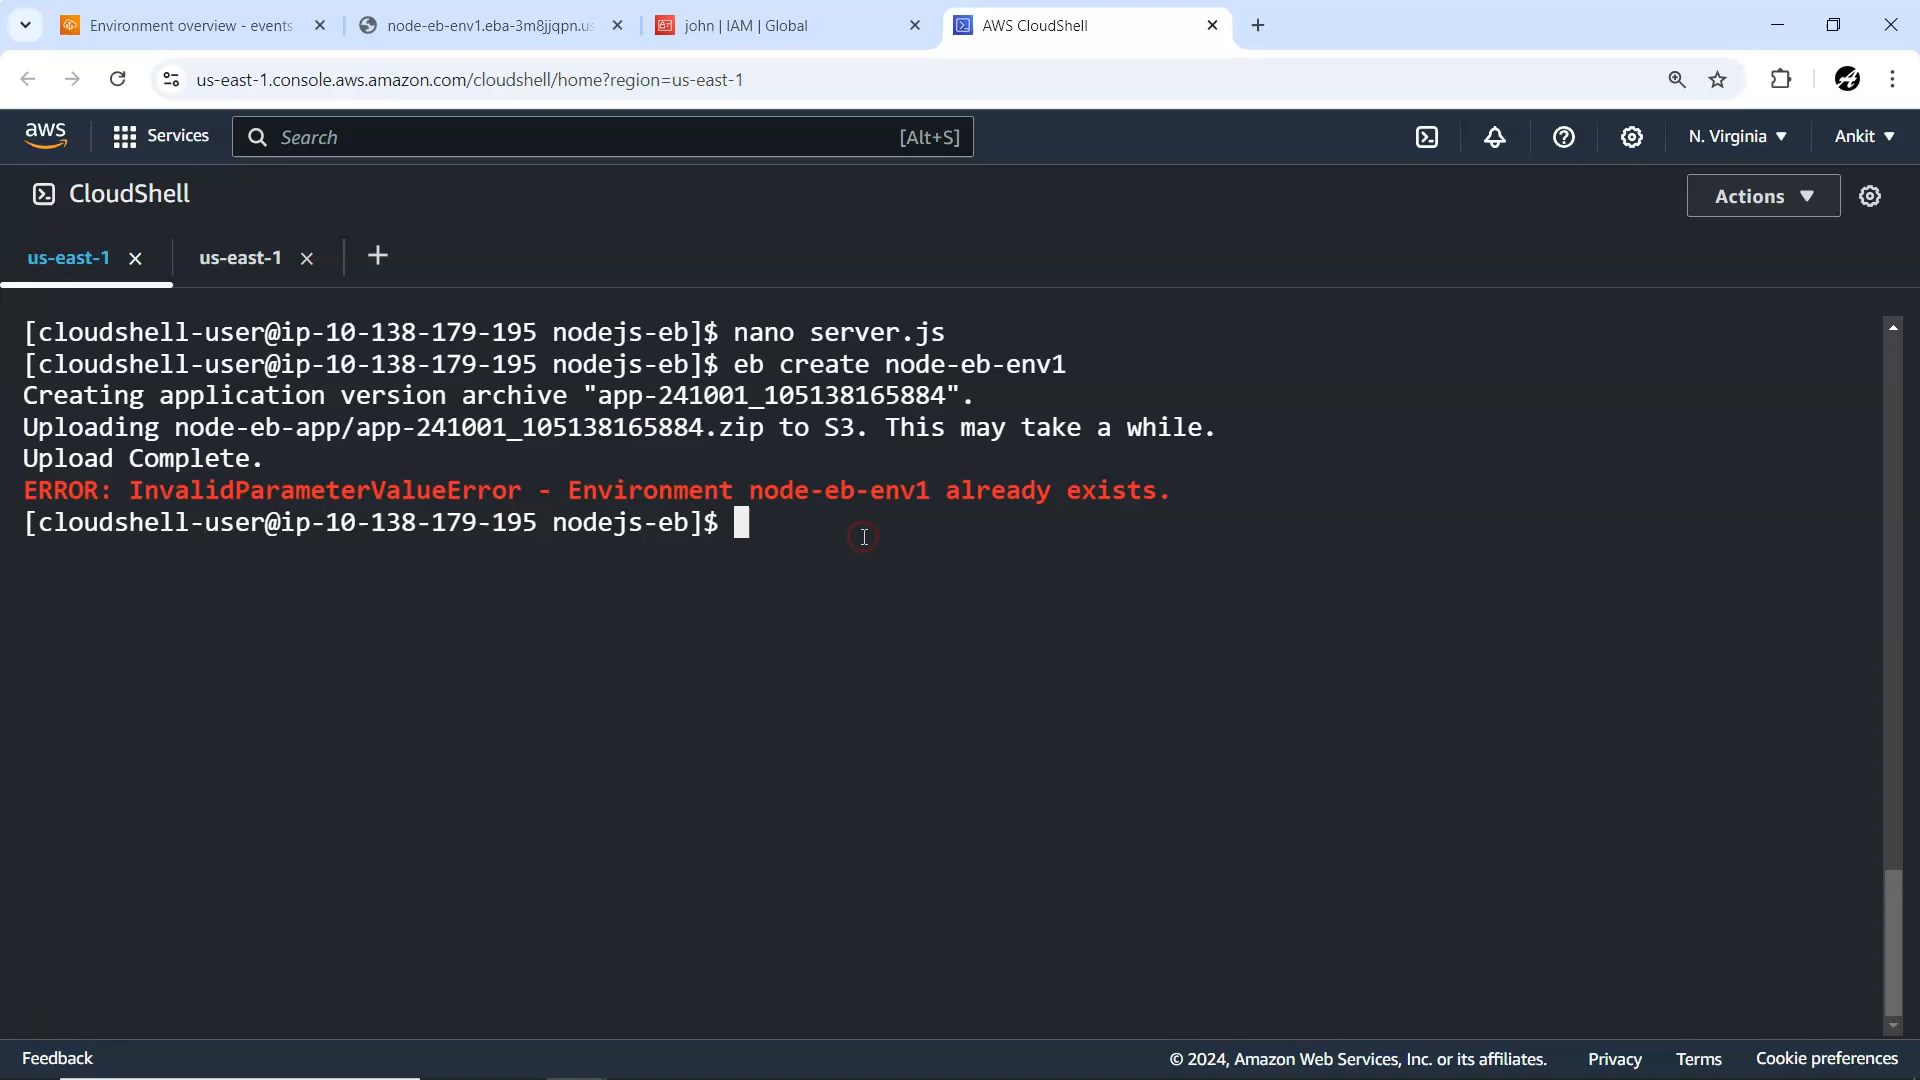 Environment overview - events
node-eb-env1.eba-3m8jjqpn.us
john | IAM | Global
AWS CloudShell
us-east-1.console.aws.amazon.com/cloudshell/home?region=us-east-1
aws
Services
Search
[Alt+S]
N. Virginia
Ankit
CloudShell
Actions
us-east-1
us-east-1
[cloudshell-user@ip-10-138-179-195 nodejs-eb]$ nano server.js
[cloudshell-user@ip-10-138-179-195 nodejs-eb]$ eb create node-eb-env1
Creating application version archive "app-241001_105138165884".
Uploading node-eb-app/app-241001_105138165884.zip to S3. This may take a while.
Upload Complete.
ERROR: InvalidParameterValueError - Environment node-eb-env1 already exists.
[cloudshell-user@ip-10-138-179-195 nodejs-eb]$
Feedback
© 2024, Amazon Web Services, Inc. or its affiliates.
Privacy
Terms
Cookie preferences